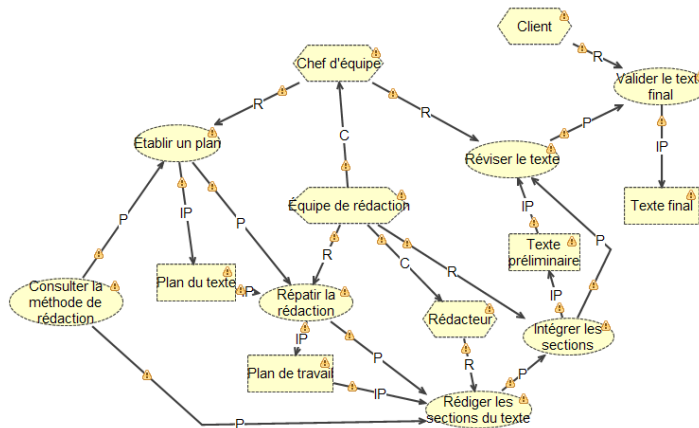 Client
R
Chef d'équipe
Valider le text
final
R
R
P
Etablir un plan
C
Réviser le texte
IP
P
IP
P
Équipe de rédaction
IP
Texte final
R
C
R
P
Texte
préliminaire
Plan du texte
P
Consulter la
méthode de
rédaction
Répatir la
rédaction
Rédacteur
IP
Intégrer les
sections
IP
P
R
P
Plan de travail
IP
Rédiger les
sections du texte
P